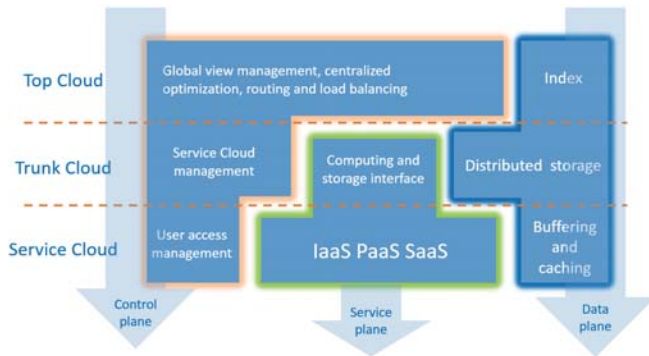 Top Cloud
Global view management, centralized
optimization, routing and load balancing
Index
Trunk Cloud
Service Cloud
management
Computing and
storage interface
Distributed storage
Service Cloud
User access
management
IaaS PaaS SaaS
Buffering
and
caching
Control
plane
Service
plane
Data
plane